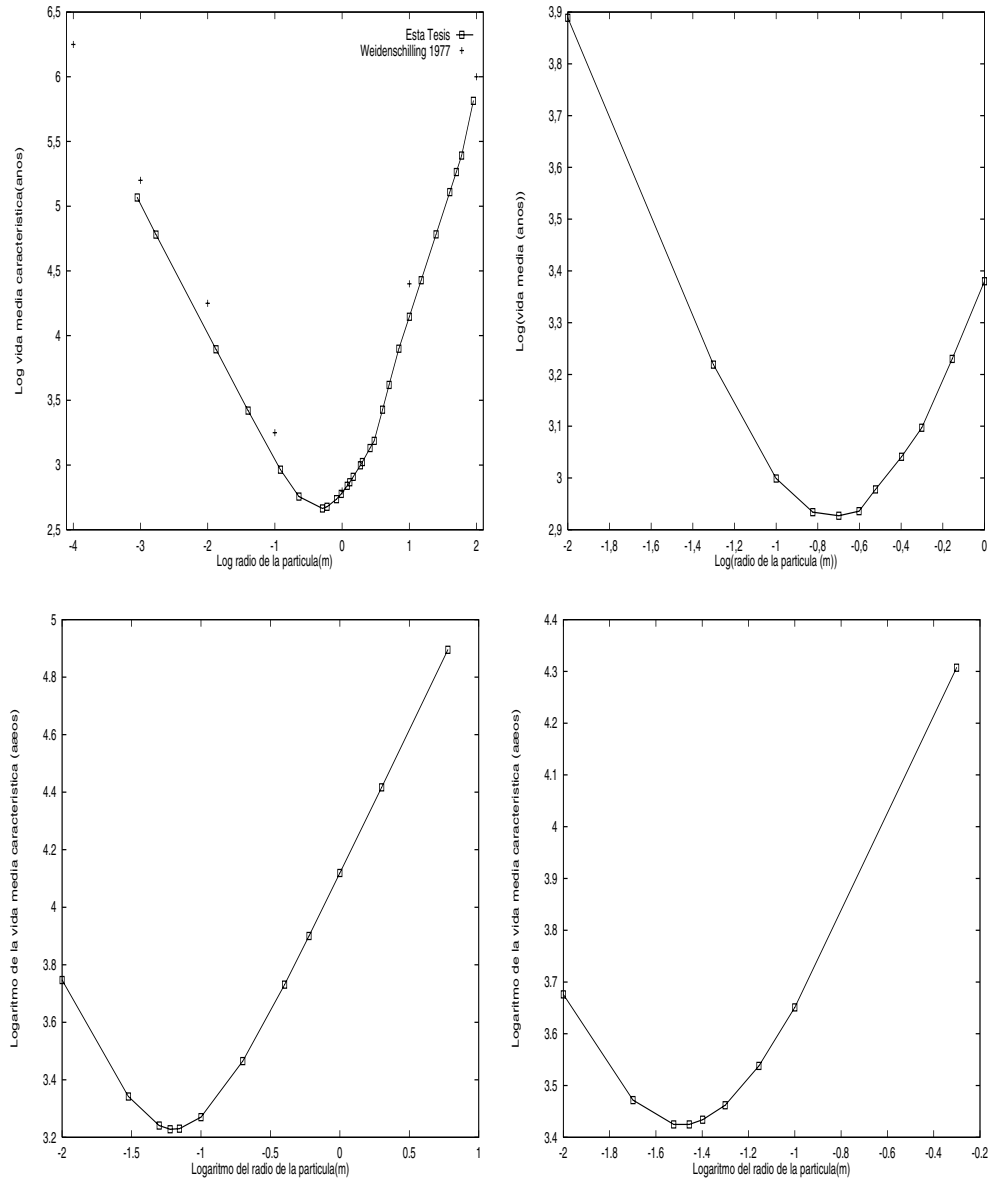 6,5
6
5,5
5
4,5
4
3,5
3
2,5
-4 -3 -2 -1 0 1 2
Log vida media caracteristica(anos)
Log radio de la particula(m)
Esta Tesis
Weidenschilling 1977
3,9
3,8
3,7
3,6
3,5
3,4
3,3
3,2
3,1
3
2,9
-2 -1,8 -1,6 -1,4 -1,2 -1 -0,8 -0,6 -0,4 -0,2 0
Log(vida media (anos))
Log(radio de la particula (m))
5
4.8
4.6
4.4
4.2
4
3.8
3.6
3.4
3.2
-2 -1.5 -1 -0.5 0 0.5 1
Logaritmo de la vida media caracteristica (aæos)
Logaritmo del radio de la particula(m)
4.4
4.3
4.2
4.1
4
3.9
3.8
3.7
3.6
3.5
3.4
-2 -1.8 -1.6 -1.4 -1.2 -1 -0.8 -0.6 -0.4 -0.2
Logaritmo de la vida media caracteristica (aæos)
Logaritmo del radio de la particula(m)